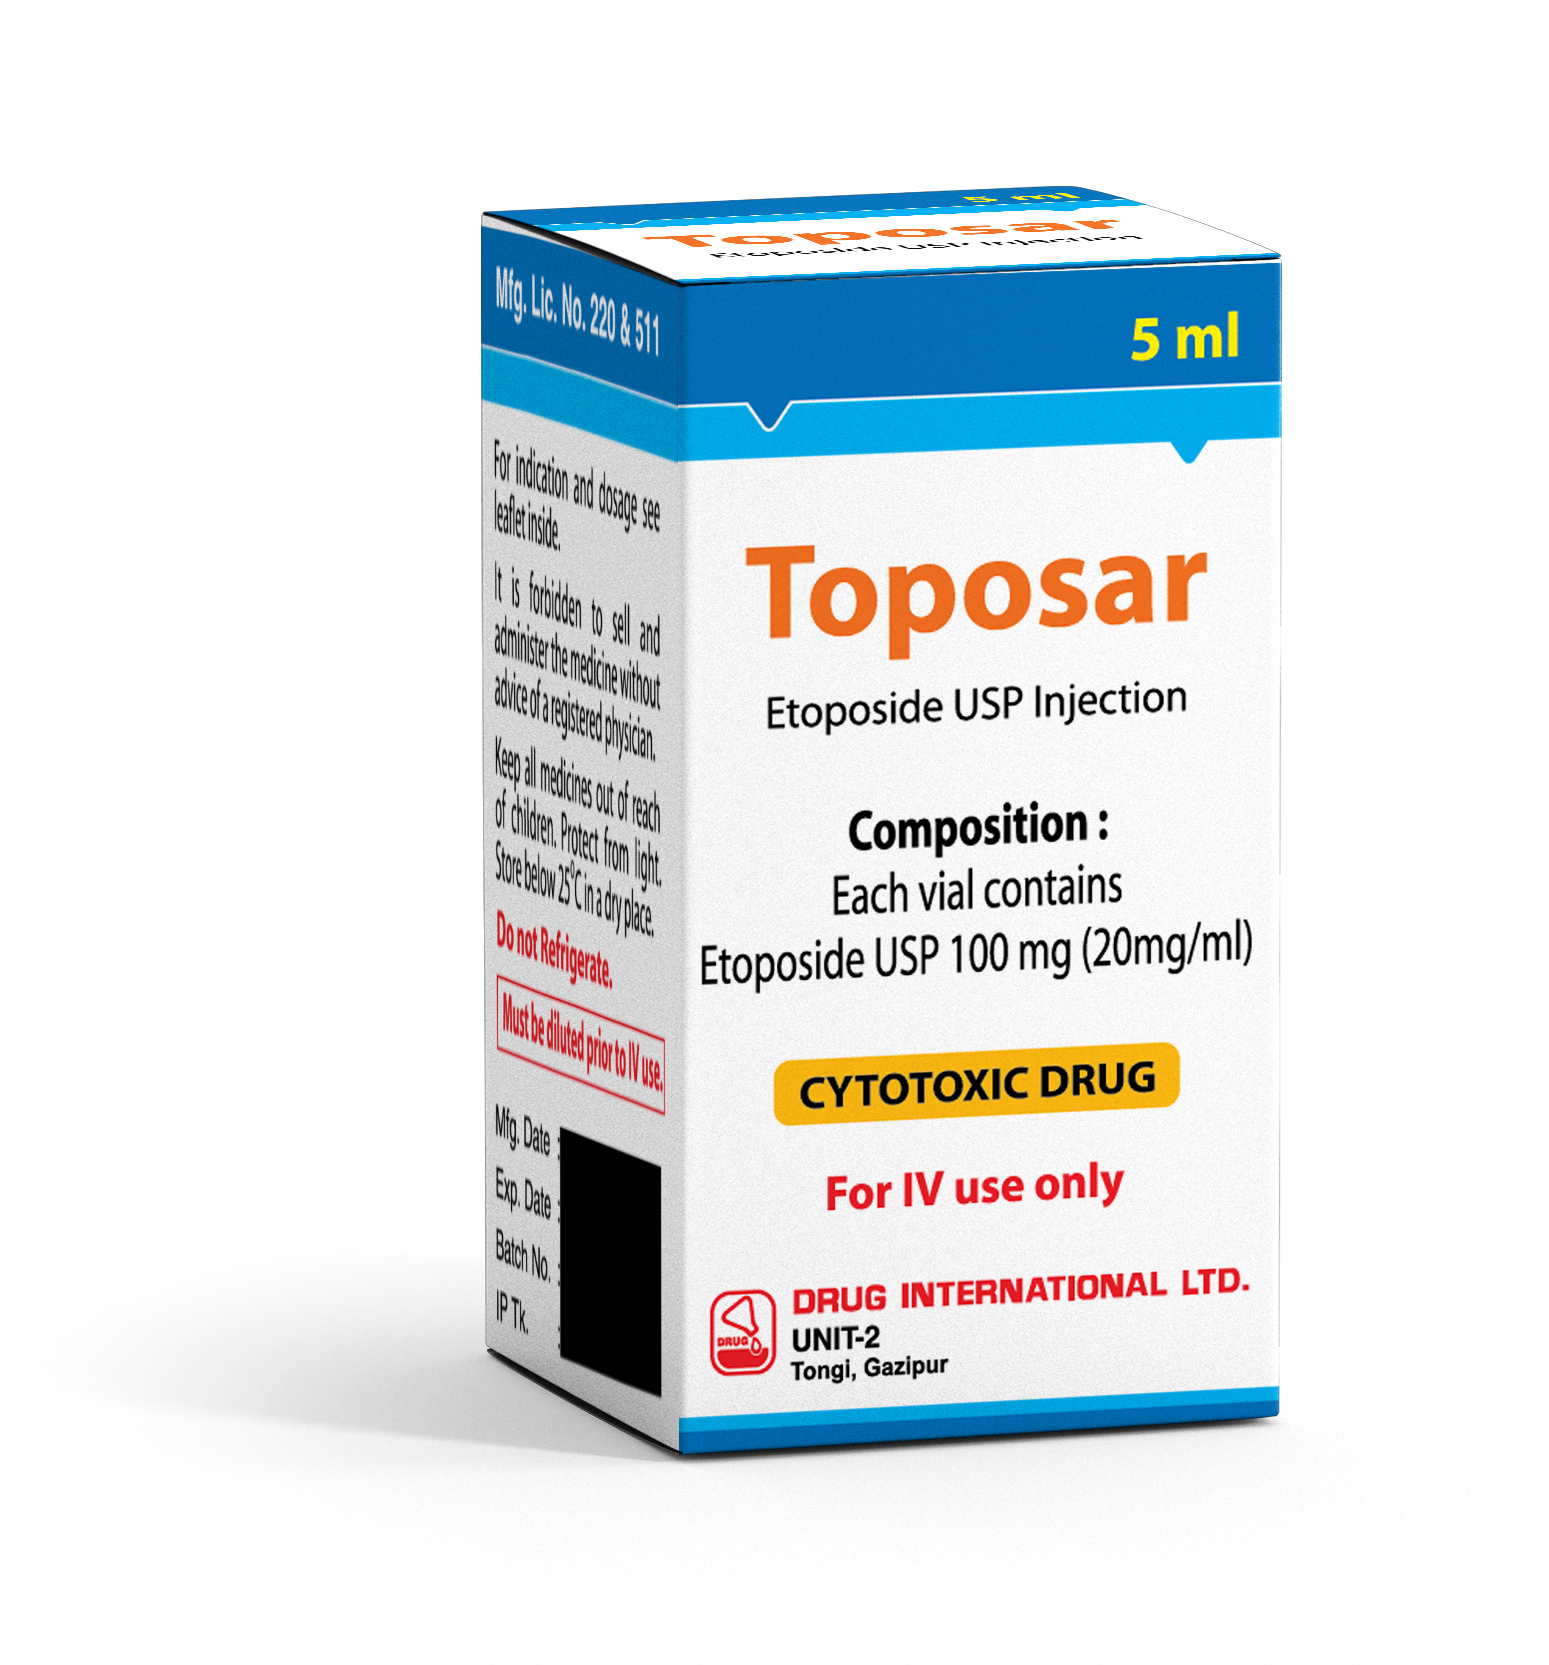 5 ml
Toposar
Etoposide USP Injection
Mfg. Lic. No. 220 & 511
For indication and dosage see
leaflet inside.
It is forbidden to sell and
administer the medicine without
advice of a registered physician.
Keep all medicines out of reach
of children. Protect from light.
Store below 25°C in a dry place.
Do not Refrigerate.
Must be diluted prior to IV use.
Mfg. Date :
Exp. Date :
Batch No. :
IP Tk. :
5 ml
Toposar
Etoposide USP Injection
Composition :
Each vial contains
Etoposide USP 100 mg (20mg/ml)
CYTOTOXIC DRUG
For IV use only
DRUG
DRUG INTERNATIONAL LTD.
UNIT-2
Tongi, Gazipur